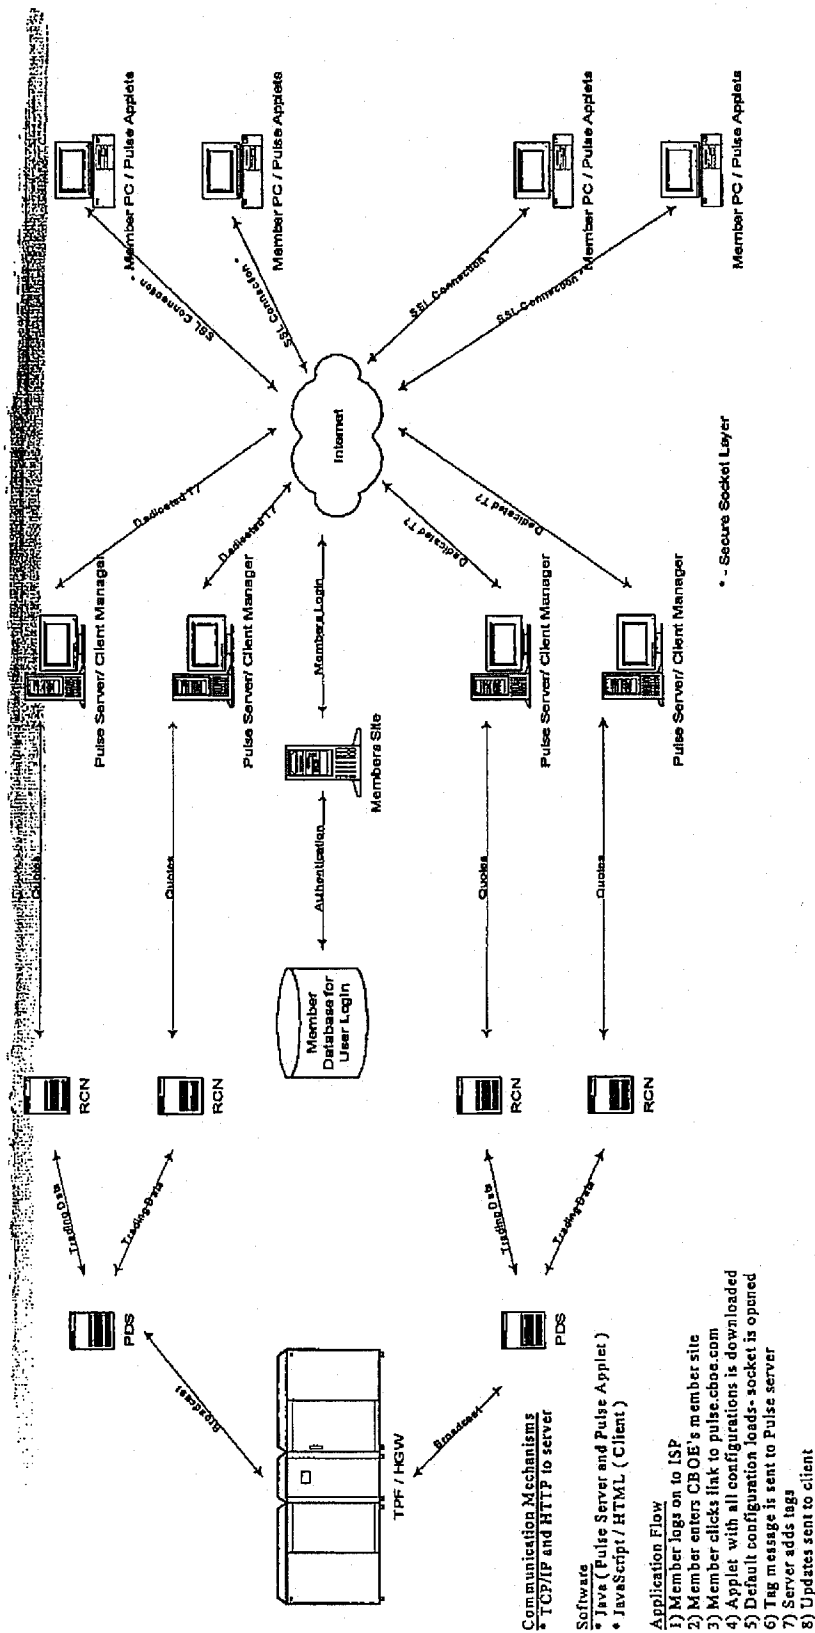 Member PC / Pulse Applets
Member PC / Pulse Applets
Member PC / Pulse Applets
Member PC / Pulse Applets
SSL Connection *
SSL Connection *
SSL Connection *
SSL Connection *
Internet
Dedicated T?
Dedicated T?
Dedicated T?
Dedicated T?
* - Secure Socket Layer
Pulse Server/ Client Manager
Pulse Server/ Client Manager
Pulse Server/ Client Manager
Pulse Server/ Client Manager
Members Login
Members Site
Authentication
Member
Database for
User Login
Quotes
Quotes
Quotes
Quotes
RCN
RCN
RCN
RCN
Trading Data
Trading Data
Trading Data
Trading Data
PDS
PDS
Broadcast
Broadcast
TPF / HGW
Communication Mechanisms
* TCP/IP and HTTP to server
Software
* Java ( Pulse Server and Pulse Applet )
* JavaScript / HTML ( Client )
Application Flow
1) Member logs on to ISP
2) Member enters CBOE's member site
3) Member clicks link to pulse.cboe.com
4) Applet with all configurations is downloaded
5) Default configuration loads- socket is opened
6) Tag message is sent to Pulse server
7) Server adds tags
8) Updates sent to client